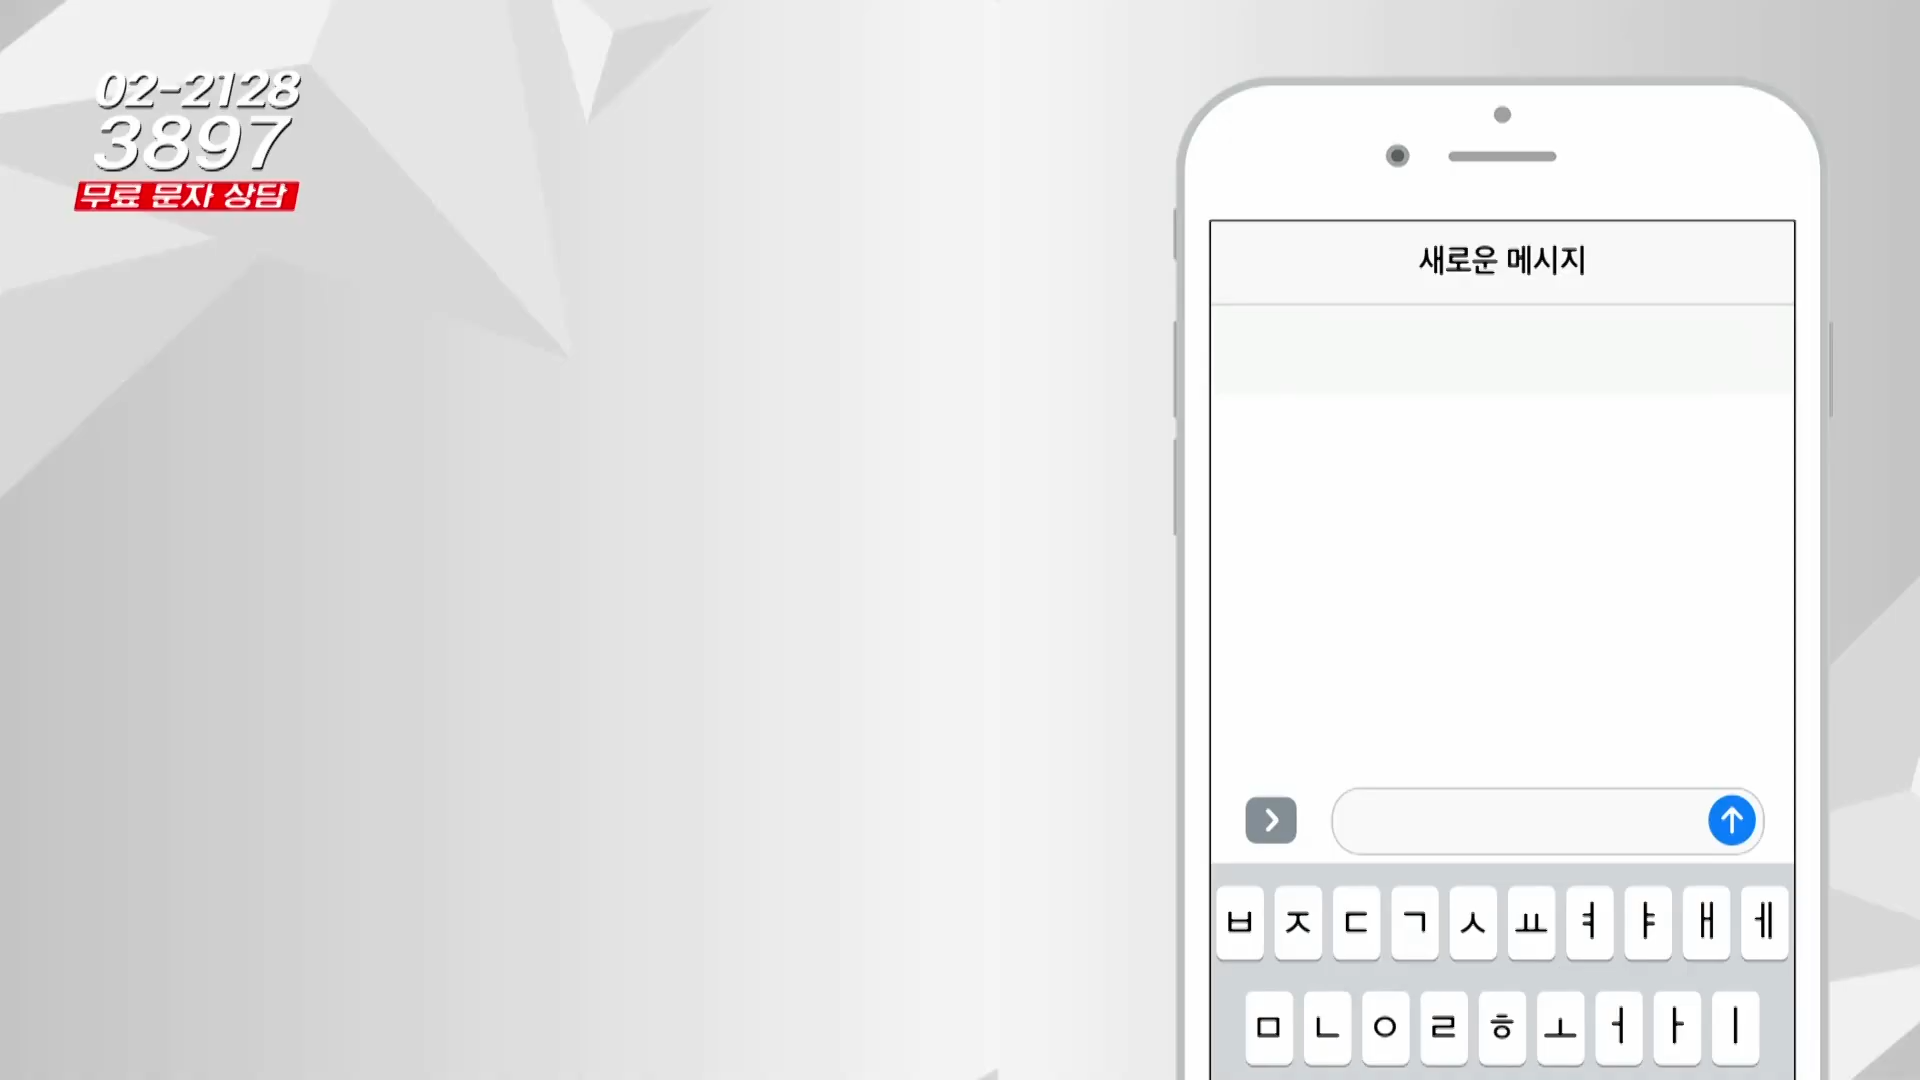 02-2128
3897
무료 문자 상담
새로운 메시지
ㅂ ㅈ ㄷ ㄱ ㅅ ㅛ ㅕ ㅑ ㅐ ㅔ
ㅁ ㄴ ㅇ ㄹ ㅎ ㅗ ㅓ ㅏ ㅣ